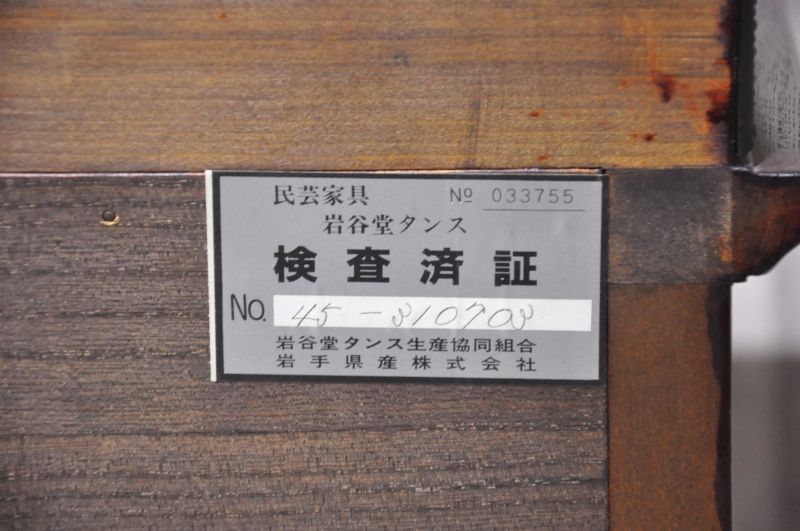 民芸家具 № 033755
岩谷堂タンス
検査済証
No. 45-310703
岩谷堂タンス生産協同組合
岩手県産株式会社